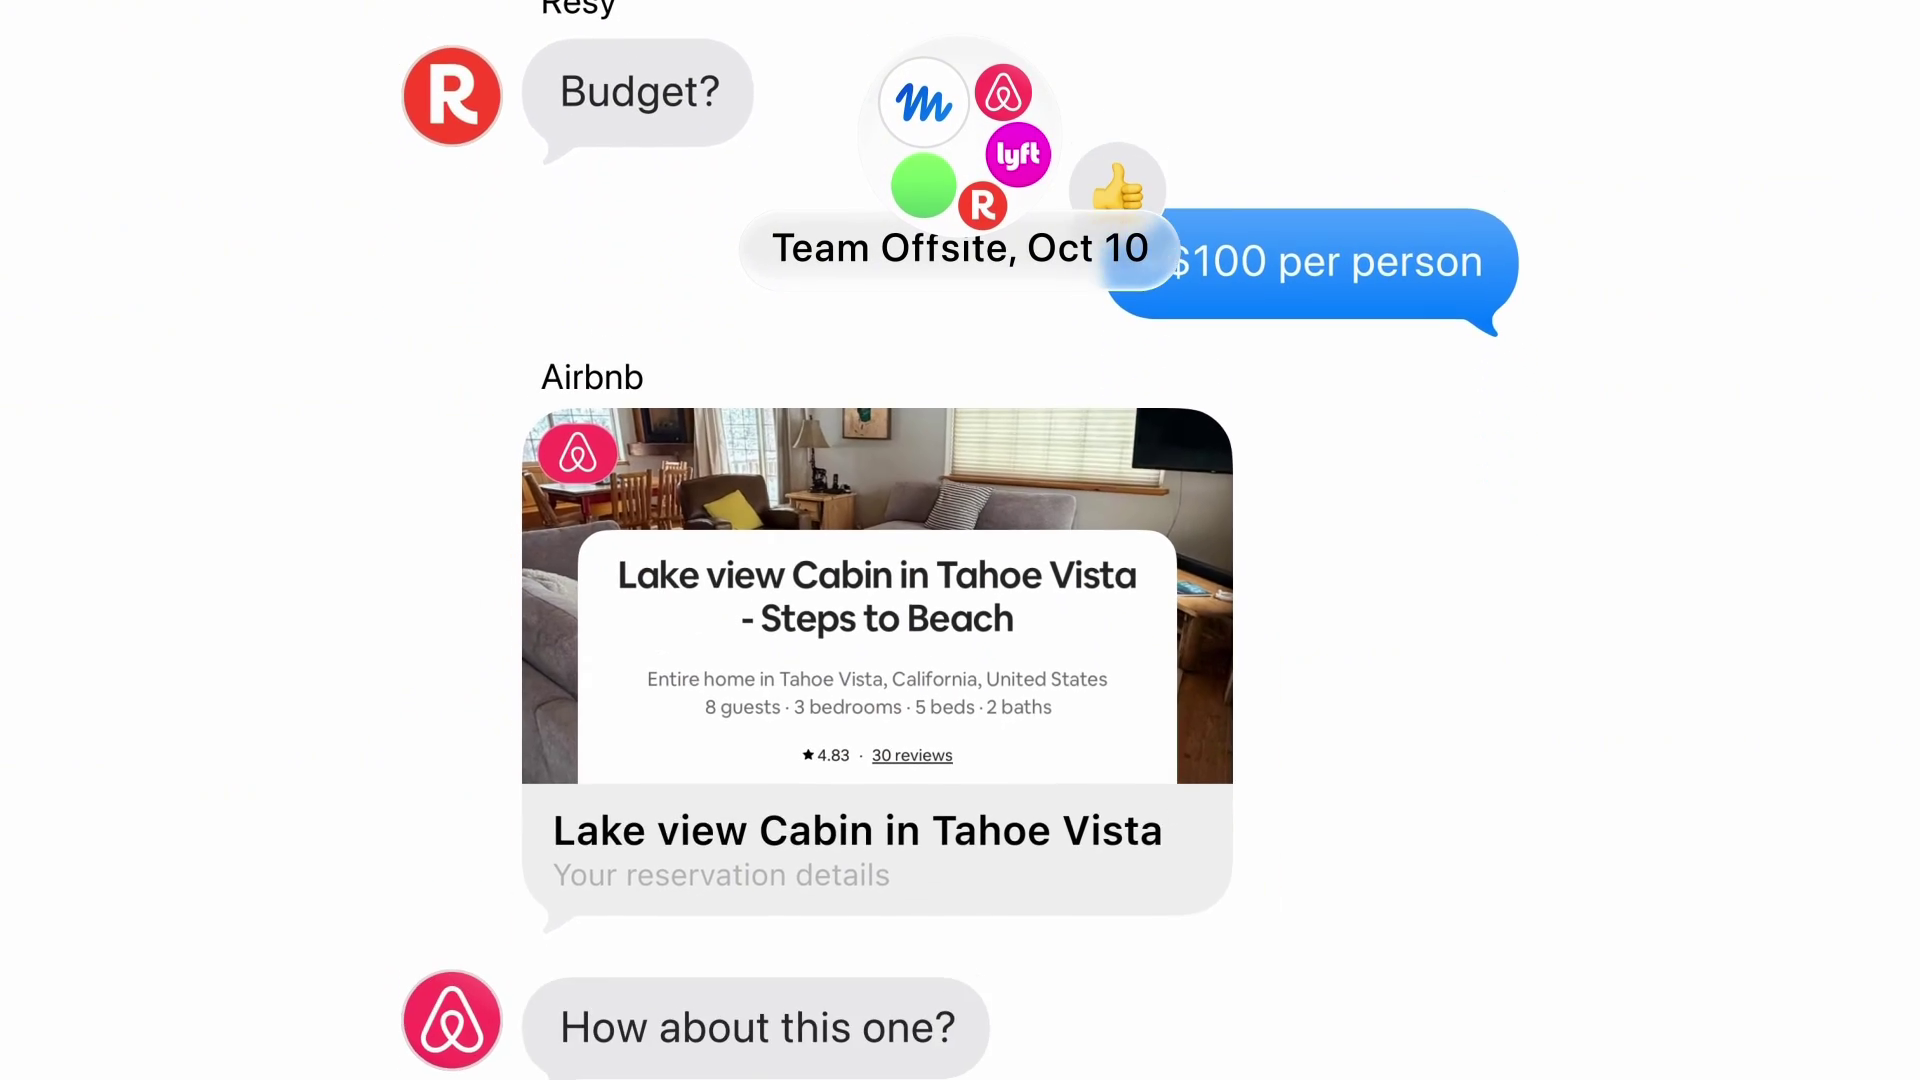 Resy
R
Budget?
m
lyft
R
Team Offsite, Oct 10
$100 per person
Airbnb
Lake view Cabin in Tahoe Vista
- Steps to Beach
Entire home in Tahoe Vista, California, United States
8 guests · 3 bedrooms · 5 beds · 2 baths
★ 4.83 · 30 reviews
Lake view Cabin in Tahoe Vista
Your reservation details
How about this one?